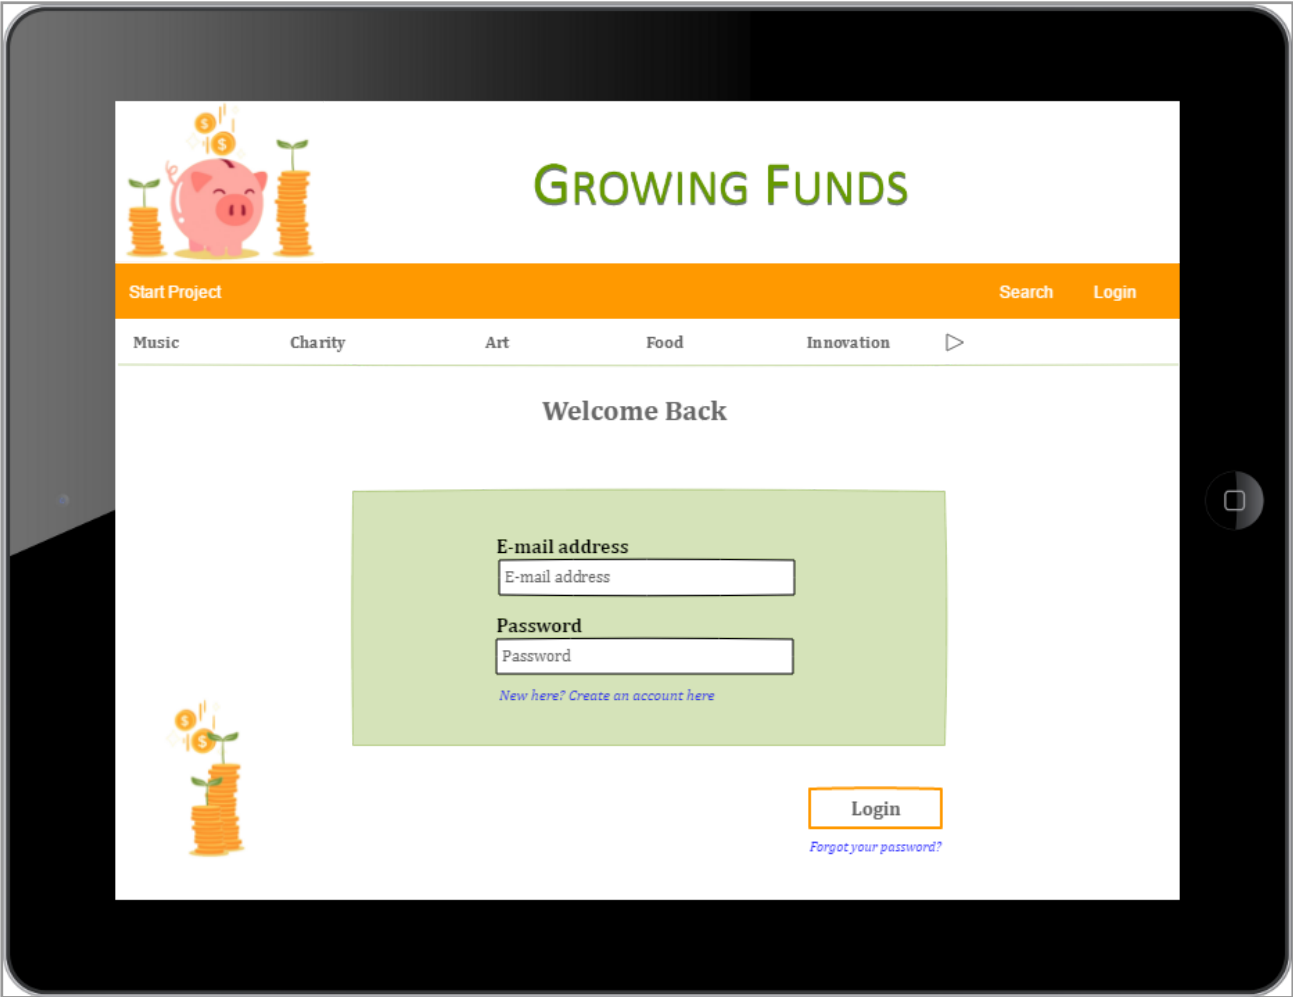 GROWING FUNDS
Start Project Search Login
Music Charity Art Food Innovation
Welcome Back
E-mail address
E-mail address
Password
Password
New here? Create an account here
Login
Forgot your password?